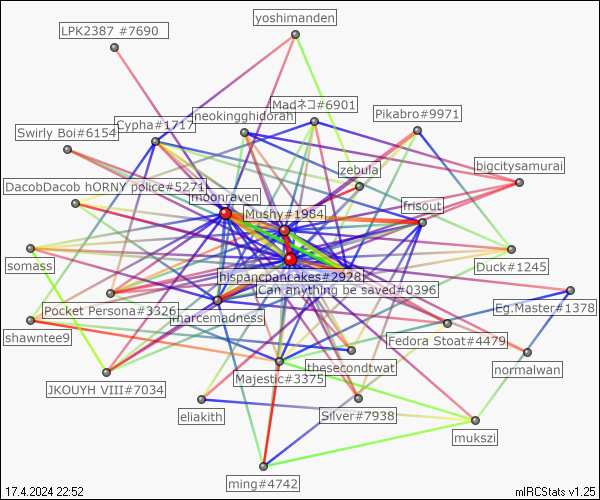 yoshimanden
LPK2387 #7690
Madネコ#6901
neokingghidorah
Pikabro#9971
Cypha#1717
Swirly Boi#6154
bigcitysamurai
zebula
DacobDacob hORNY police#5271
moonraven
frisout
Mushy#1984
somass
Duck#1245
hispancpancakes#2928
Can anything be saved#0396
Eg.Master#1378
Pocket Persona#3326
marcemadness
shawntee9
Fedora Stoat#4479
thesecondtwat
normalwan
Majestic#3375
JKOUYH VIII#7034
eliakith
Silver#7938
mukszi
ming#4742
17.4.2024 22:52
mIRCStats v1.25